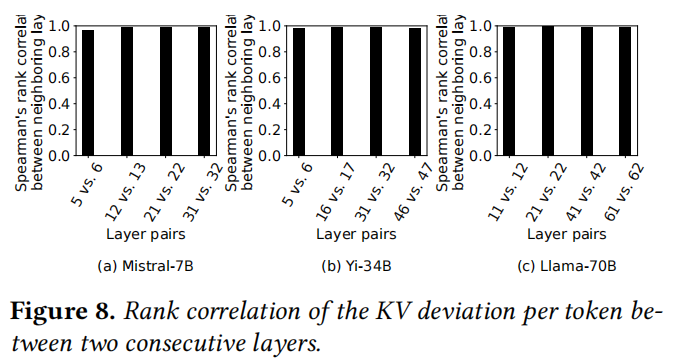 Spearman's rank correla
between neighboring lay
1.0
0.8
0.6
0.4
0.2
0.0
5 vs. 6
12 vs. 13
21 vs. 22
31 vs. 32
Layer pairs
(a) Mistral-7B
Spearman's rank correla
between neighboring lay
1.0
0.8
0.6
0.4
0.2
0.0
5 vs. 6
16 vs. 17
31 vs. 32
46 vs. 47
Layer pairs
(b) Yi-34B
Spearman's rank correla
between neighboring lay
1.0
0.8
0.6
0.4
0.2
0.0
11 vs. 12
21 vs. 22
41 vs. 42
61 vs. 62
Layer pairs
(c) Llama-70B
Figure 8. Rank correlation of the KV deviation per token be-
tween two consecutive layers.